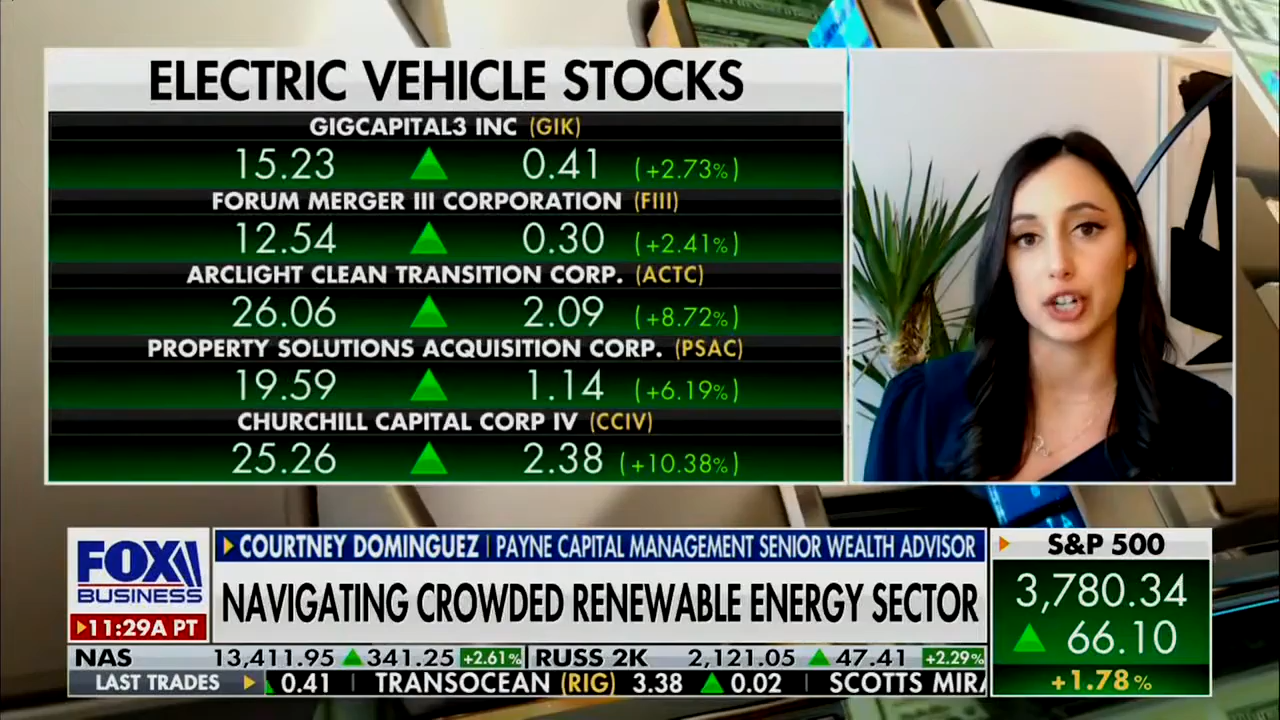 ELECTRIC VEHICLE STOCKS
GIGCAPITAL3 INC (GIK)
15.23 ▲ 0.41 (+2.73%)
FORUM MERGER III CORPORATION (FIII)
12.54 ▲ 0.30 (+2.41%)
ARCLIGHT CLEAN TRANSITION CORP. (ACTC)
26.06 ▲ 2.09 (+8.72%)
PROPERTY SOLUTIONS ACQUISITION CORP. (PSAC)
19.59 ▲ 1.14 (+6.19%)
CHURCHILL CAPITAL CORP IV (CCIV)
25.26 ▲ 2.38 (+10.38%)
FOX
BUSINESS
11:29A PT
COURTNEY DOMINGUEZ | PAYNE CAPITAL MANAGEMENT SENIOR WEALTH ADVISOR
NAVIGATING CROWDED RENEWABLE ENERGY SECTOR
S&P 500
3,780.34
▲ 66.10
+1.78%
NAS 13,411.95 ▲ 341.25 +2.61% RUSS 2K 2,121.05 ▲ 47.41 +2.29%
LAST TRADES 0.41 | TRANSOCEAN (RIG) 3.38 ▲ 0.02 | SCOTTS MIRA